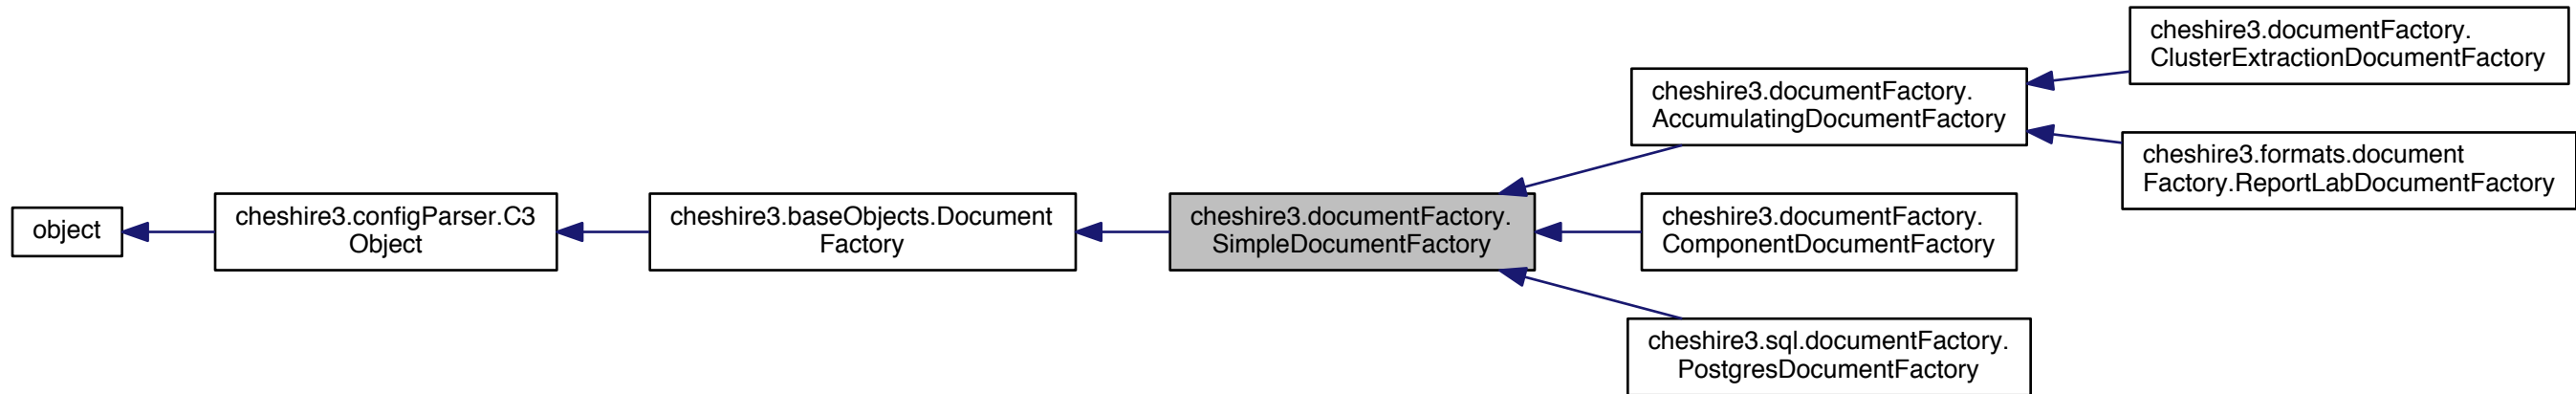 object
cheshire3.configParser.C3
Object
cheshire3.baseObjects.Document
Factory
cheshire3.documentFactory.
SimpleDocumentFactory
cheshire3.documentFactory.
AccumulatingDocumentFactory
cheshire3.documentFactory.
ComponentDocumentFactory
cheshire3.sql.documentFactory.
PostgresDocumentFactory
cheshire3.documentFactory.
ClusterExtractionDocumentFactory
cheshire3.formats.document
Factory.ReportLabDocumentFactory